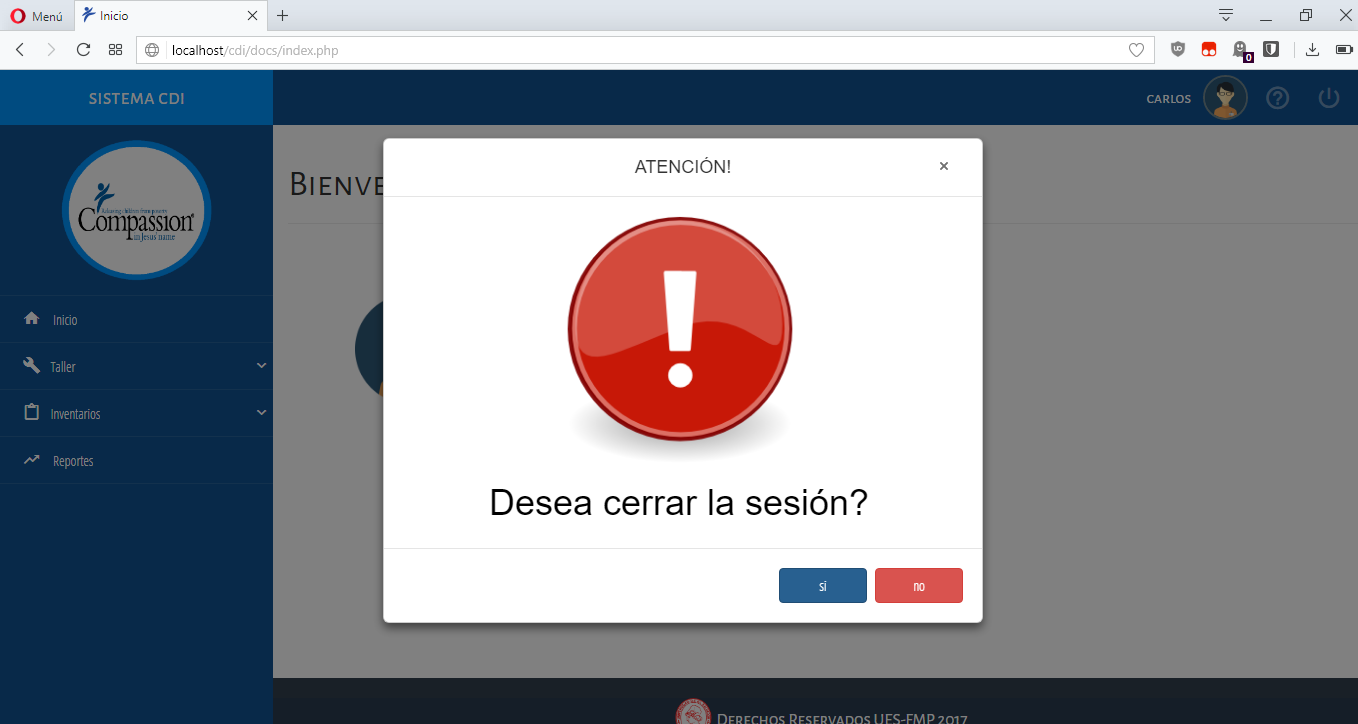 Menú
Inicio
localhost/cdi/docs/index.php
0
SISTEMA CDI
CARLOS
Releasing children from poverty
Compassion®
in Jesus' name
Inicio
Taller
Inventarios
Reportes
BIENVE
ATENCIÓN!
×
Desea cerrar la sesión?
si
no
DERECHOS RESERVADOS UES-FMP 2017